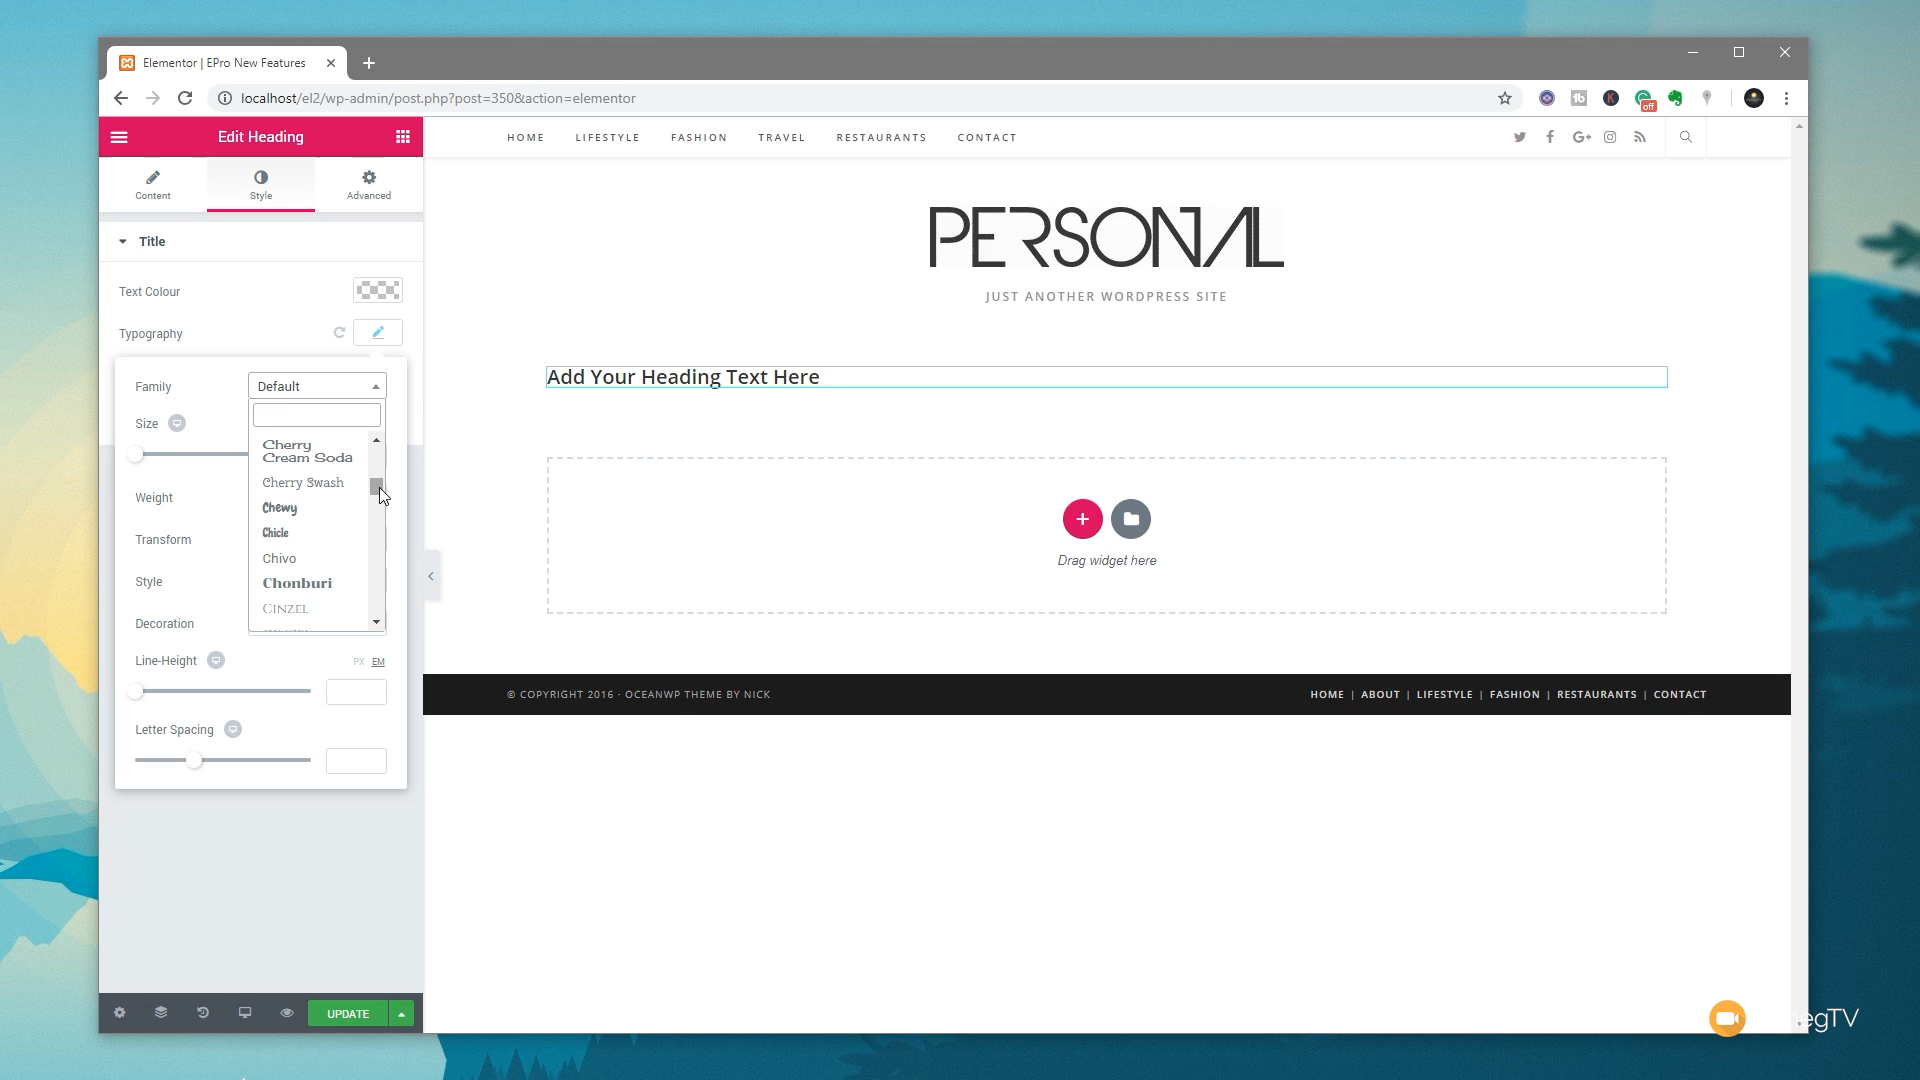 Elementor | EPro New Features
localhost/el2/wp-admin/post.php?post=350&action=elementor
off
Edit Heading
Content
Style
Advanced
HOME LIFESTYLE FASHION TRAVEL RESTAURANTS CONTACT
Title
Text Colour
Typography
PERSONAL
JUST ANOTHER WORDPRESS SITE
Family
Default
Size
Cherry
Cream Soda
Cherry Swash
Chewy
Chicle
Chivo
Chonburi
CINZEL
Weight
Transform
Style
Decoration
Line-Height
PX EM
Letter Spacing
Add Your Heading Text Here
Drag widget here
© COPYRIGHT 2016 · OCEANWP THEME BY NICK
HOME | ABOUT | LIFESTYLE | FASHION | RESTAURANTS | CONTACT
UPDATE